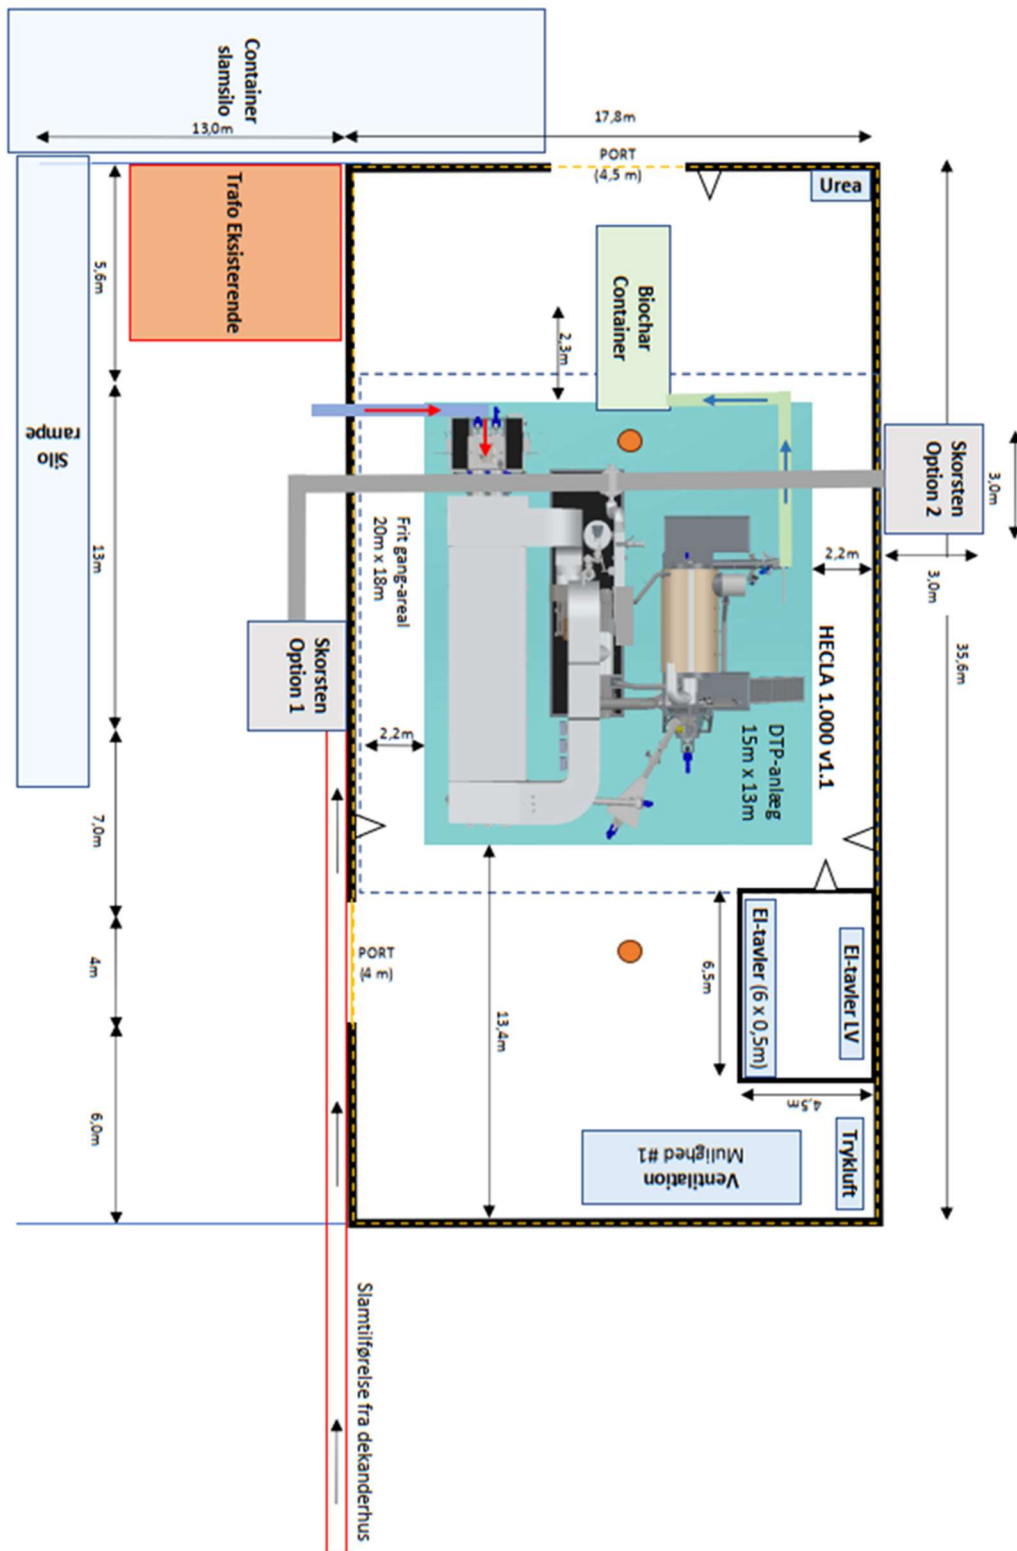 Container
slamsilo
13,0m
17,8m
PORT
(4,5 m)
Urea
Trafo Eksisterende
5,6m
Biochar
Container
2,3m
Silo
rampe
Skorsten
Option 2
3,0m
3,0m
2,2m
35,6m
13m
Frit gang-areal
20m x 18m
Skorsten
Option 1
HECLA 1.000 v1.1
DTP-anlæg
15m x 13m
2,2m
7,0m
4m
PORT
(4 m)
13,4m
6,5m
El-tavler (6 x 0,5m)
El-tavler LV
4,5m
6,0m
Ventilation
Mulighed #1
Trykluft
Slamtilførelse fra dekanderhus